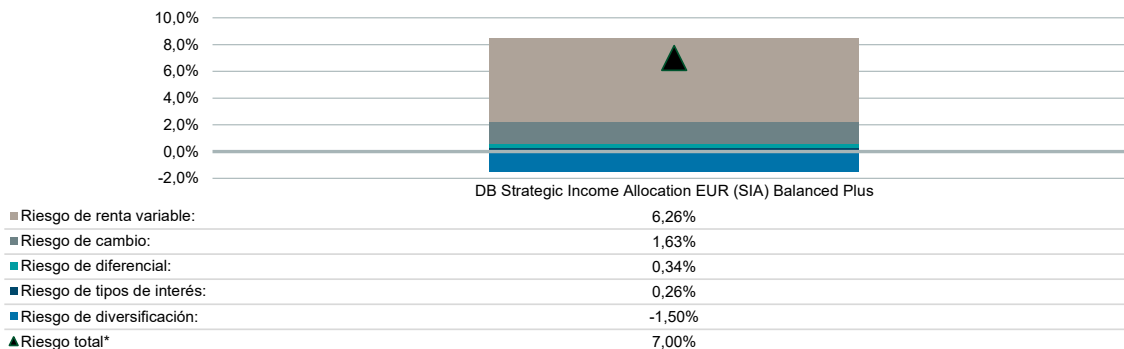 10,0%
8,0%
6,0%
4,0%
2,0%
0,0%
-2,0%
DB Strategic Income Allocation EUR (SIA) Balanced Plus
Riesgo de renta variable: 6,26%
Riesgo de cambio: 1,63%
Riesgo de diferencial: 0,34%
Riesgo de tipos de interés: 0,26%
Riesgo de diversificación: -1,50%
Riesgo total* 7,00%